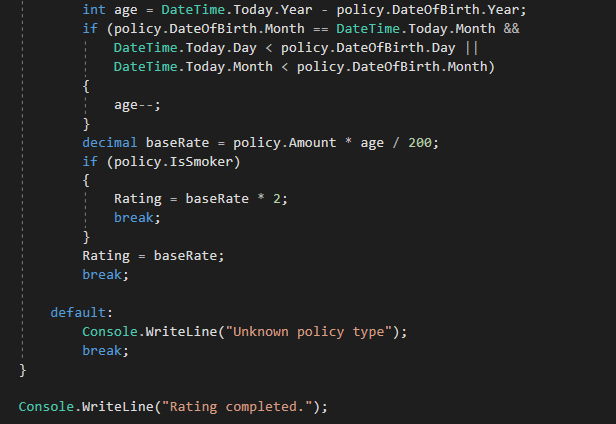 int age = DateTime.Today.Year - policy.DateOfBirth.Year;
if (policy.DateOfBirth.Month == DateTime.Today.Month &&
DateTime.Today.Day < policy.DateOfBirth.Day ||
DateTime.Today.Month < policy.DateOfBirth.Month)
{
age--;
}
decimal baseRate = policy.Amount * age / 200;
if (policy.IsSmoker)
{
Rating = baseRate * 2;
break;
}
Rating = baseRate;
break;
default:
Console.WriteLine("Unknown policy type");
break;
}
Console.WriteLine("Rating completed.");